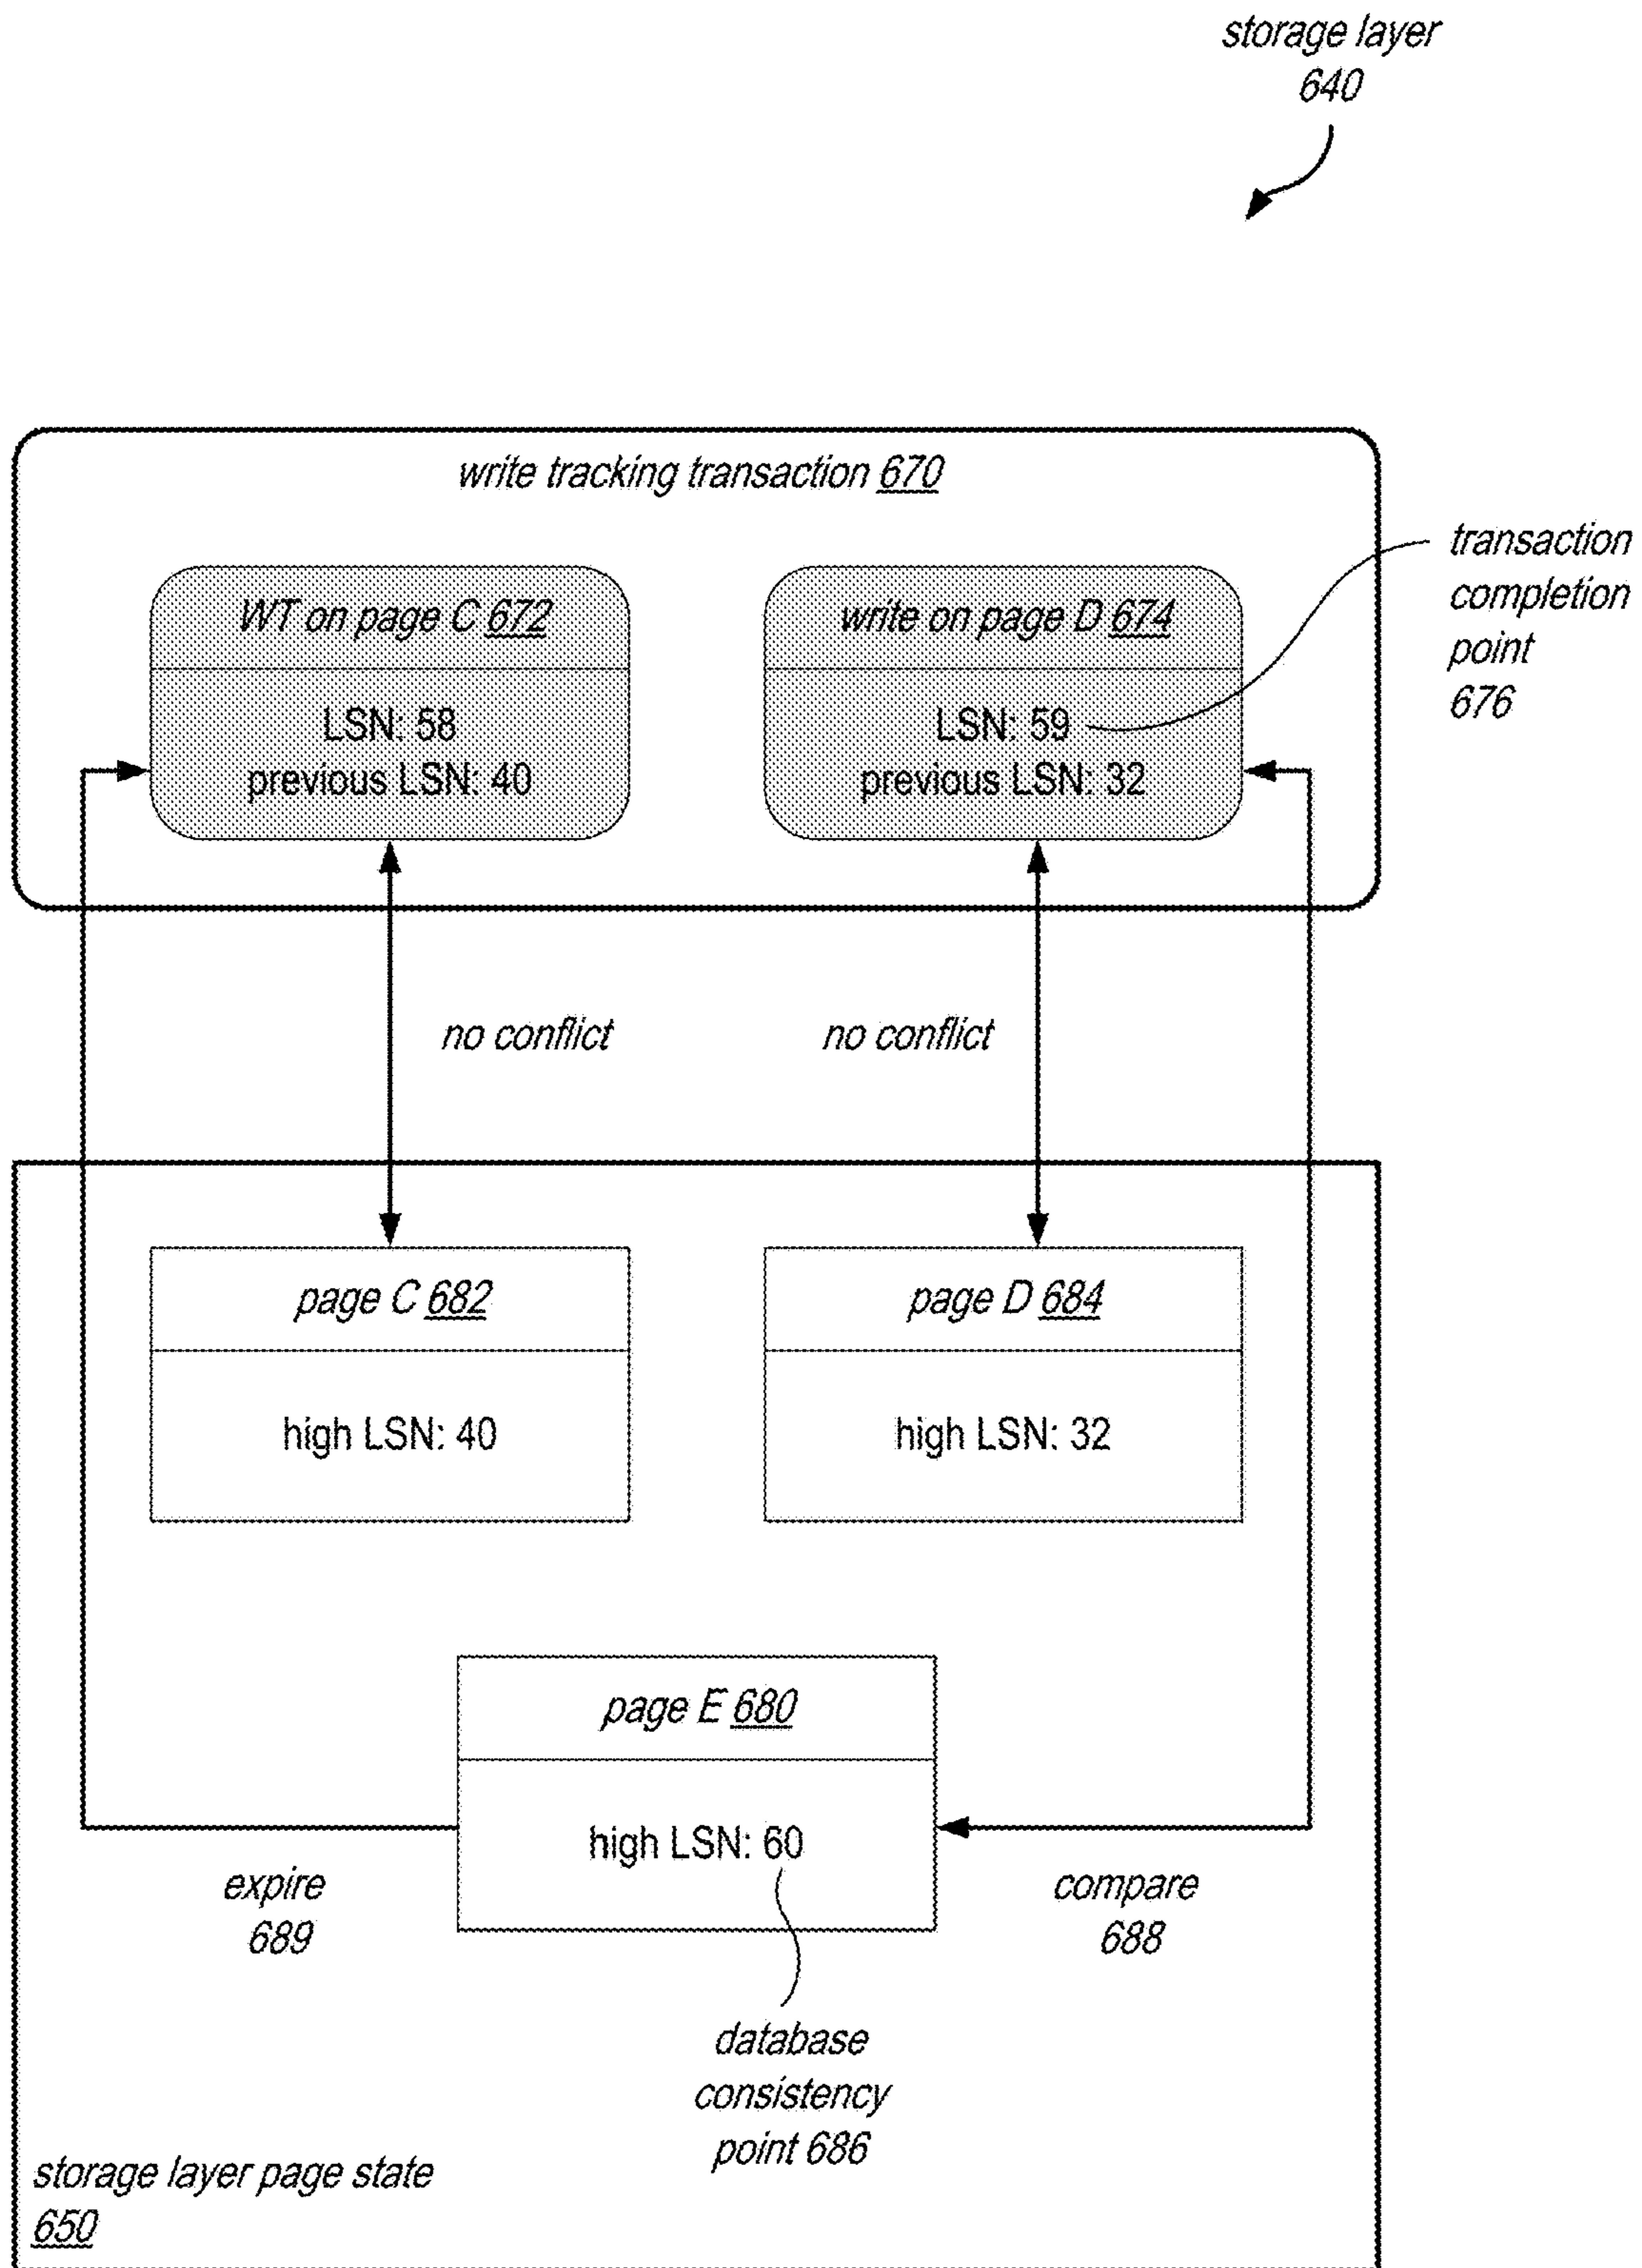 storage layer
640
write tracking transaction 670
transaction
completion
point
676
WT on page C 672
LSN: 58
previous LSN: 40
write on page D 674
LSN: 59
previous LSN: 32
no conflict
no conflict
page C 682
high LSN: 40
page D 684
high LSN: 32
page E 680
high LSN: 60
expire
689
compare
688
database
consistency
point 686
storage layer page state
650